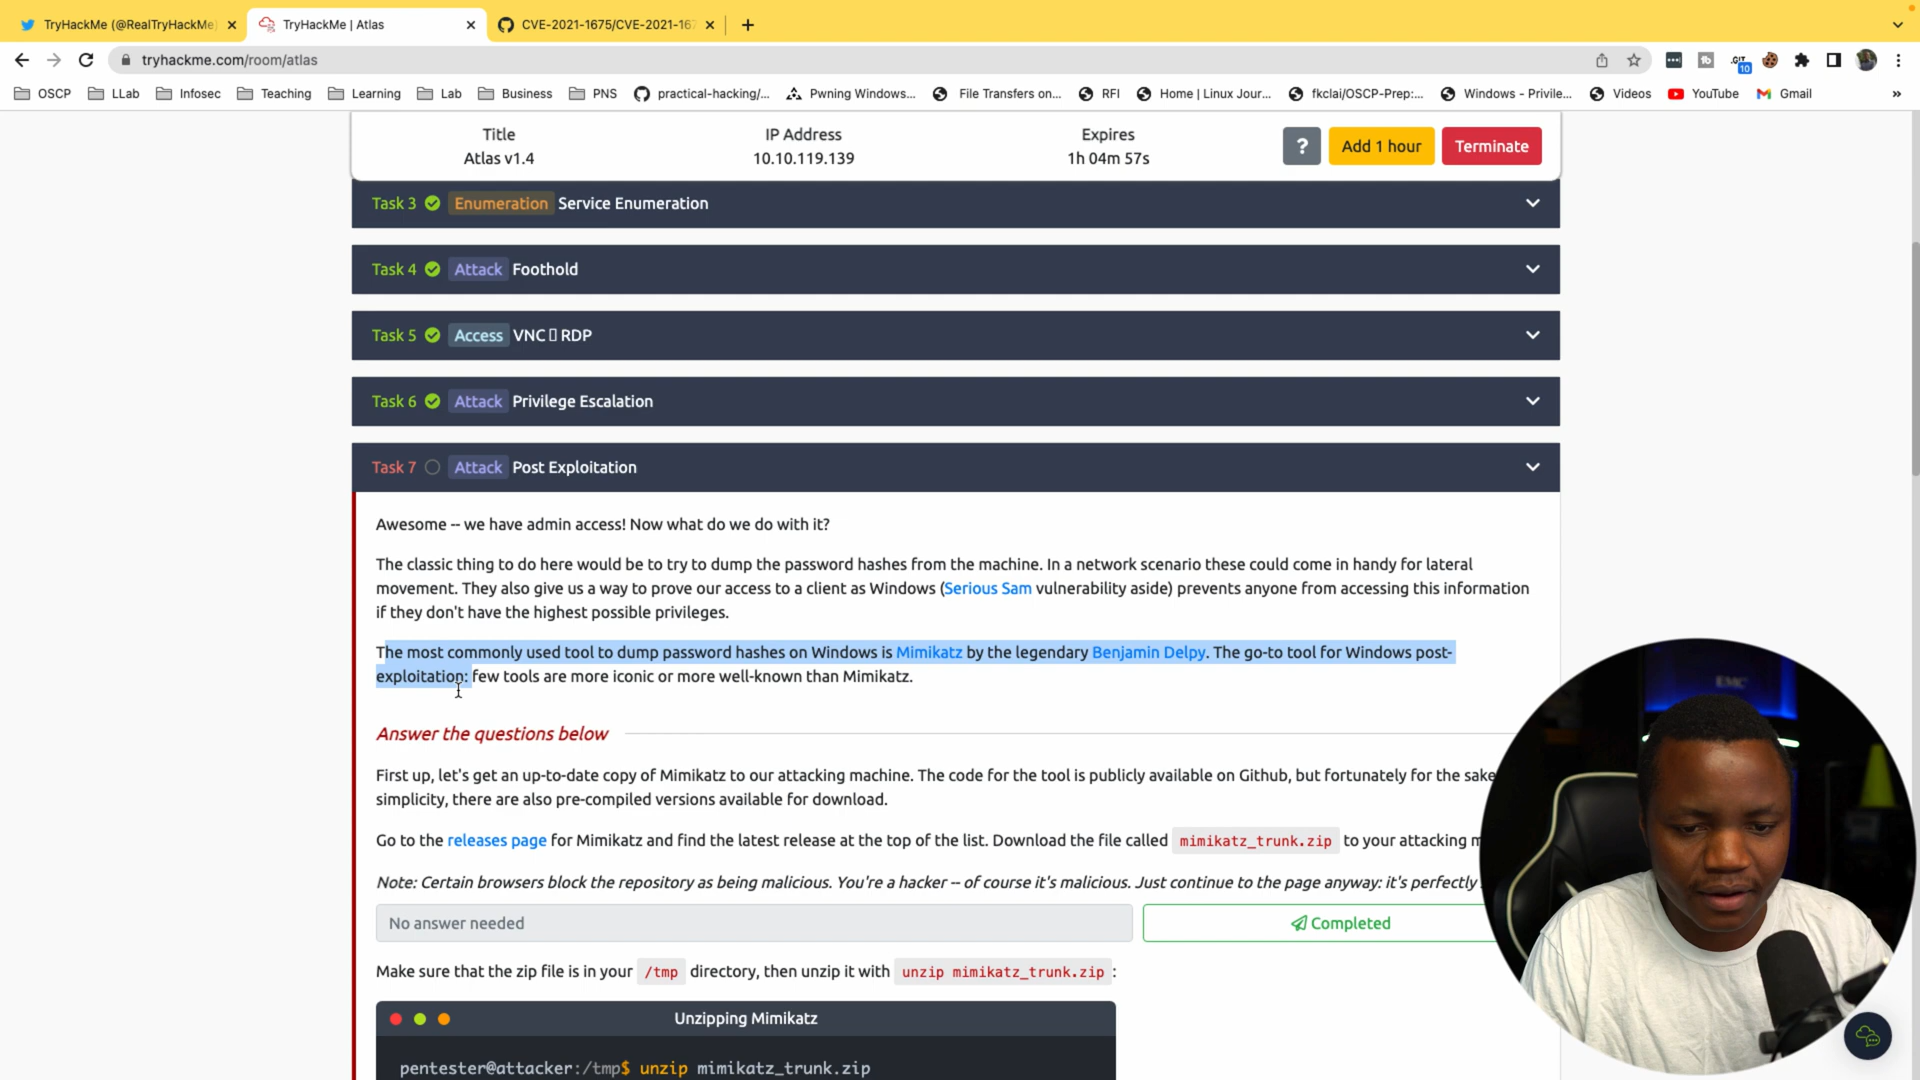 TryHackMe (@RealTryHackMe)
TryHackMe | Atlas
CVE-2021-1675/CVE-2021-167
tryhackme.com/room/atlas
10
OSCP
LLab
Infosec
Teaching
Learning
Lab
Business
PNS
practical-hacking/...
Pwning Windows...
File Transfers on...
RFI
Home | Linux Jour...
fkclai/OSCP-Prep:...
Windows - Privile...
Videos
YouTube
Gmail
»
Title
Atlas v1.4
IP Address
10.10.119.139
Expires
1h 04m 57s
?
Add 1 hour
Terminate
Task 3 Enumeration Service Enumeration
Task 4 Attack Foothold
Task 5 Access VNC RDP
Task 6 Attack Privilege Escalation
Task 7 Attack Post Exploitation
Awesome -- we have admin access! Now what do we do with it?
The classic thing to do here would be to try to dump the password hashes from the machine. In a network scenario these could come in handy for lateral
movement. They also give us a way to prove our access to a client as Windows (Serious Sam vulnerability aside) prevents anyone from accessing this information
if they don't have the highest possible privileges.
The most commonly used tool to dump password hashes on Windows is Mimikatz by the legendary Benjamin Delpy. The go-to tool for Windows post-
exploitation: few tools are more iconic or more well-known than Mimikatz.
Answer the questions below
First up, let's get an up-to-date copy of Mimikatz to our attacking machine. The code for the tool is publicly available on Github, but fortunately for the sake
simplicity, there are also pre-compiled versions available for download.
Go to the releases page for Mimikatz and find the latest release at the top of the list. Download the file called mimikatz_trunk.zip to your attacking
Note: Certain browsers block the repository as being malicious. You're a hacker -- of course it's malicious. Just continue to the page anyway: it's perfectly
No answer needed
Completed
Make sure that the zip file is in your /tmp directory, then unzip it with unzip mimikatz_trunk.zip :
Unzipping Mimikatz
pentester@attacker:/tmp$ unzip mimikatz_trunk.zip
EMC